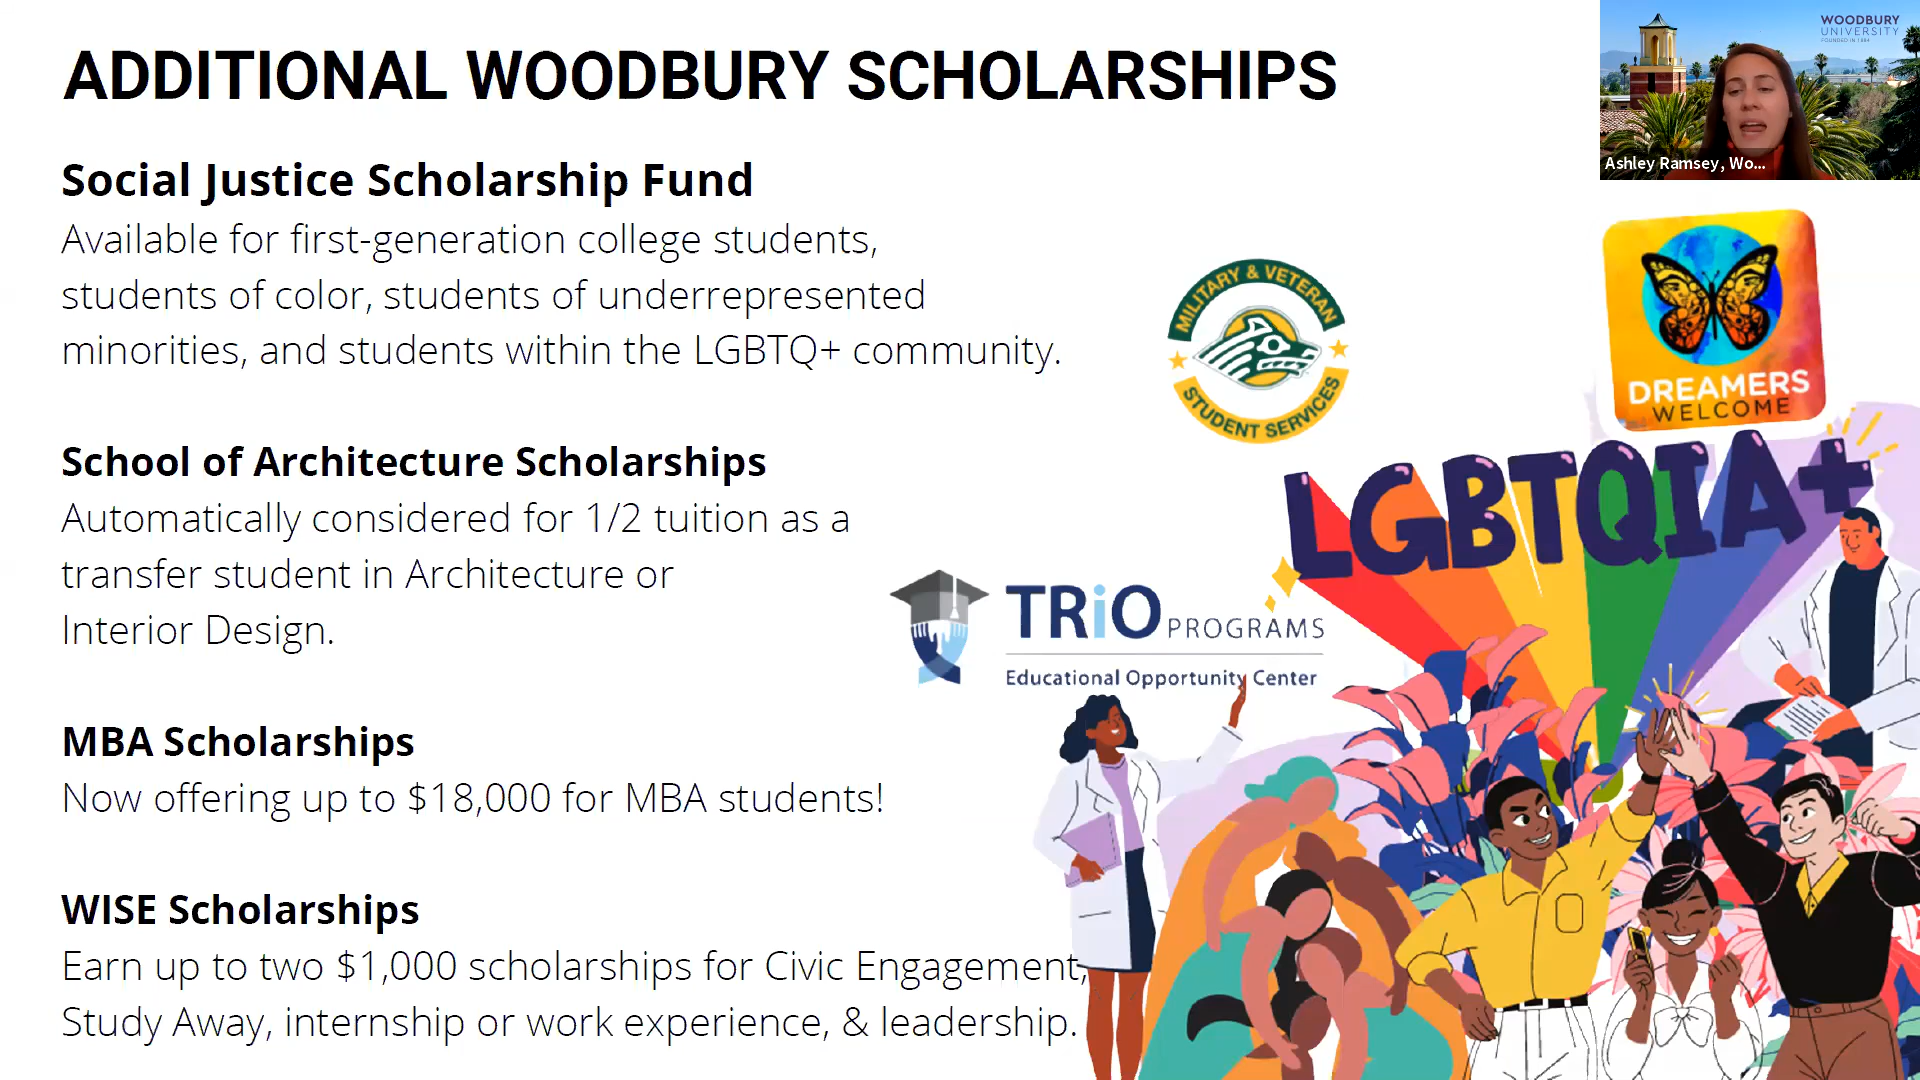 ADDITIONAL WOODBURY SCHOLARSHIPS
WOODBURY
UNIVERSITY
FOUNDED IN 1884
Ashley Ramsey, Wo...
Social Justice Scholarship Fund
Available for first-generation college students,
students of color, students of underrepresented
minorities, and students within the LGBTQ+ community.
School of Architecture Scholarships
Automatically considered for 1/2 tuition as a
transfer student in Architecture or
Interior Design.
MBA Scholarships
Now offering up to $18,000 for MBA students!
WISE Scholarships
Earn up to two $1,000 scholarships for Civic Engagement,
Study Away, internship or work experience, & leadership.
MILITARY & VETERAN
STUDENT SERVICES
DREAMERS
WELCOME
LGBTQIA+
TRiO PROGRAMS
Educational Opportunity Center